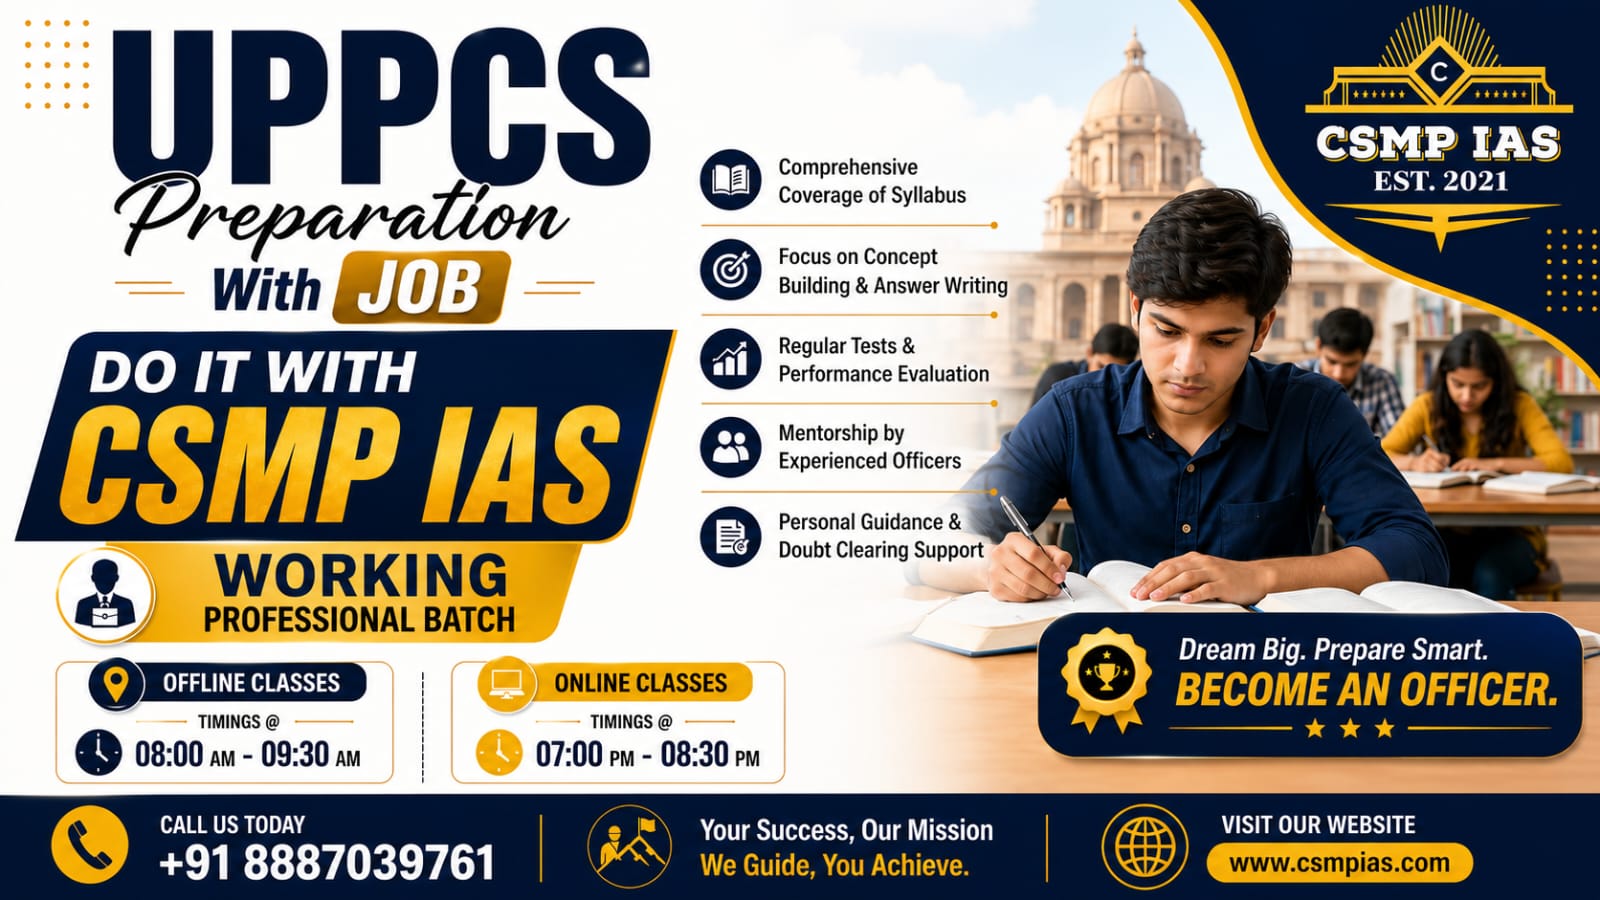 UPPCS
Preparation
With JOB
DO IT WITH
CSMP IAS
WORKING
PROFESSIONAL BATCH
OFFLINE CLASSES
TIMINGS @
08:00 AM - 09:30 AM
ONLINE CLASSES
TIMINGS @
07:00 PM - 08:30 PM
Comprehensive
Coverage of Syllabus
Focus on Concept
Building & Answer Writing
Regular Tests &
Performance Evaluation
Mentorship by
Experienced Officers
Personal Guidance &
Doubt Clearing Support
C
CSMP IAS
EST. 2021
Dream Big. Prepare Smart.
BECOME AN OFFICER.
CALL US TODAY
+91 8887039761
Your Success, Our Mission
We Guide, You Achieve.
VISIT OUR WEBSITE
www.csmpias.com